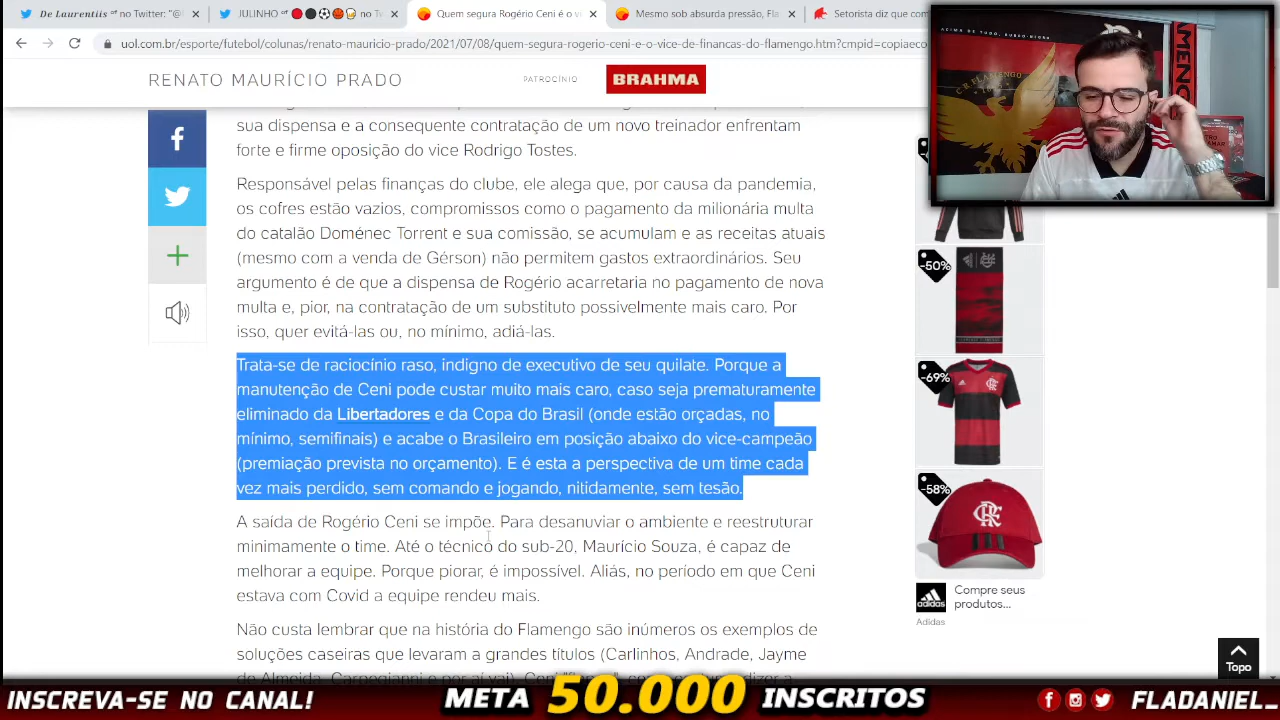 De Laurentiis no Twitter: "@
JULINHO
no Tv
Quem segura Rogério Ceni é o v
Mesmo sob absurda pressão, Fla
Setorista diz que com
uol.com.br/esporte/futebol/colunas/renato-mauricio-prado/2021/07/
quem-segura-rogerio-ceni-e-o-vice-de-financas-do-flamengo.htm?cmpid=copiaeco
RENATO MAURÍCIO PRADO
PATROCÍNIO
BRAHMA
ACIMA DE TUDO, RUBRO-NEGRO
C R FLAMENGO
MENG
sua dispensa e a consequente contratação de um novo treinador enfrentam
forte e firme oposição do vice Rodrigo Tostes.
Responsável pelas finanças do clube, ele alega que, por causa da pandemia,
os cofres estão vazios, compromissos como o pagamento da milionária multa
do catalão Doménec Torrent e sua comissão, se acumulam e as receitas atuais
(mesmo com a venda de Gérson) não permitem gastos extraordinários. Seu
argumento é de que a dispensa de Rogério acarretaria no pagamento de nova
multa e, pior, na contratação de um substituto possivelmente mais caro. Por
isso, quer evitá-las ou, no mínimo, adiá-las.
Trata-se de raciocínio raso, indigno de executivo de seu quilate. Porque a
manutenção de Ceni pode custar muito mais caro, caso seja prematuramente
eliminado da Libertadores e da Copa do Brasil (onde estão orçadas, no
mínimo, semifinais) e acabe o Brasileiro em posição abaixo do vice-campeão
(premiação prevista no orçamento). E é esta a perspectiva de um time cada
vez mais perdido, sem comando e jogando, nitidamente, sem tesão.
A saída de Rogério Ceni se impõe. Para desanuviar o ambiente e reestruturar
minimamente o time. Até o técnico do sub-20, Maurício Souza, é capaz de
melhorar a equipe. Porque piorar, é impossível. Aliás, no período em que Ceni
estava com Covid a equipe rendeu mais.
Não custa lembrar que na história do Flamengo são inúmeros os exemplos de
soluções caseiras que levaram a grandes títulos (Carlinhos, Andrade, Jayme
-50%
-69%
-58%
adidas
Compre seus
produtos...
Adidas
Topo
INSCREVA-SE NO CANAL!
META 50.000 INSCRITOS
FLADANIEL_